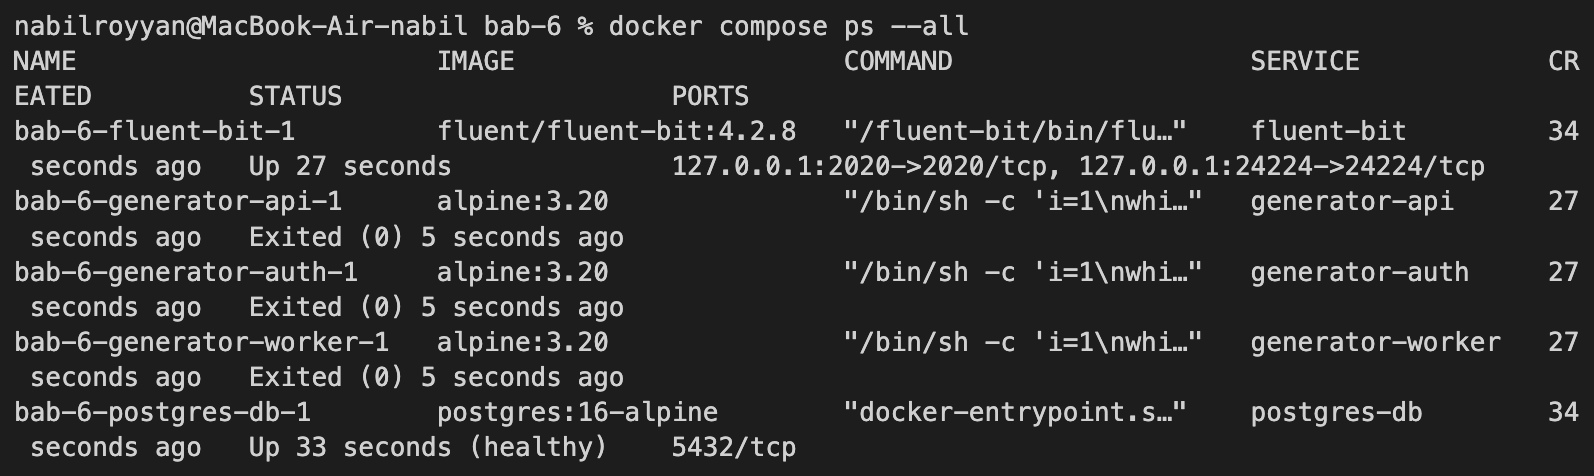 nabilroyyan@MacBook-Air-nabil bab-6 % docker compose ps --all
NAME                       IMAGE                     COMMAND                   SERVICE            CR
EATED          STATUS                     PORTS
bab-6-fluent-bit-1         fluent/fluent-bit:4.2.8   "/fluent-bit/bin/flu…"    fluent-bit         34
 seconds ago   Up 27 seconds              127.0.0.1:2020->2020/tcp, 127.0.0.1:24224->24224/tcp
bab-6-generator-api-1      alpine:3.20               "/bin/sh -c 'i=1\nwhi…"   generator-api      27
 seconds ago   Exited (0) 5 seconds ago
bab-6-generator-auth-1     alpine:3.20               "/bin/sh -c 'i=1\nwhi…"   generator-auth     27
 seconds ago   Exited (0) 5 seconds ago
bab-6-generator-worker-1   alpine:3.20               "/bin/sh -c 'i=1\nwhi…"   generator-worker   27
 seconds ago   Exited (0) 5 seconds ago
bab-6-postgres-db-1        postgres:16-alpine        "docker-entrypoint.s…"    postgres-db        34
 seconds ago   Up 33 seconds (healthy)    5432/tcp